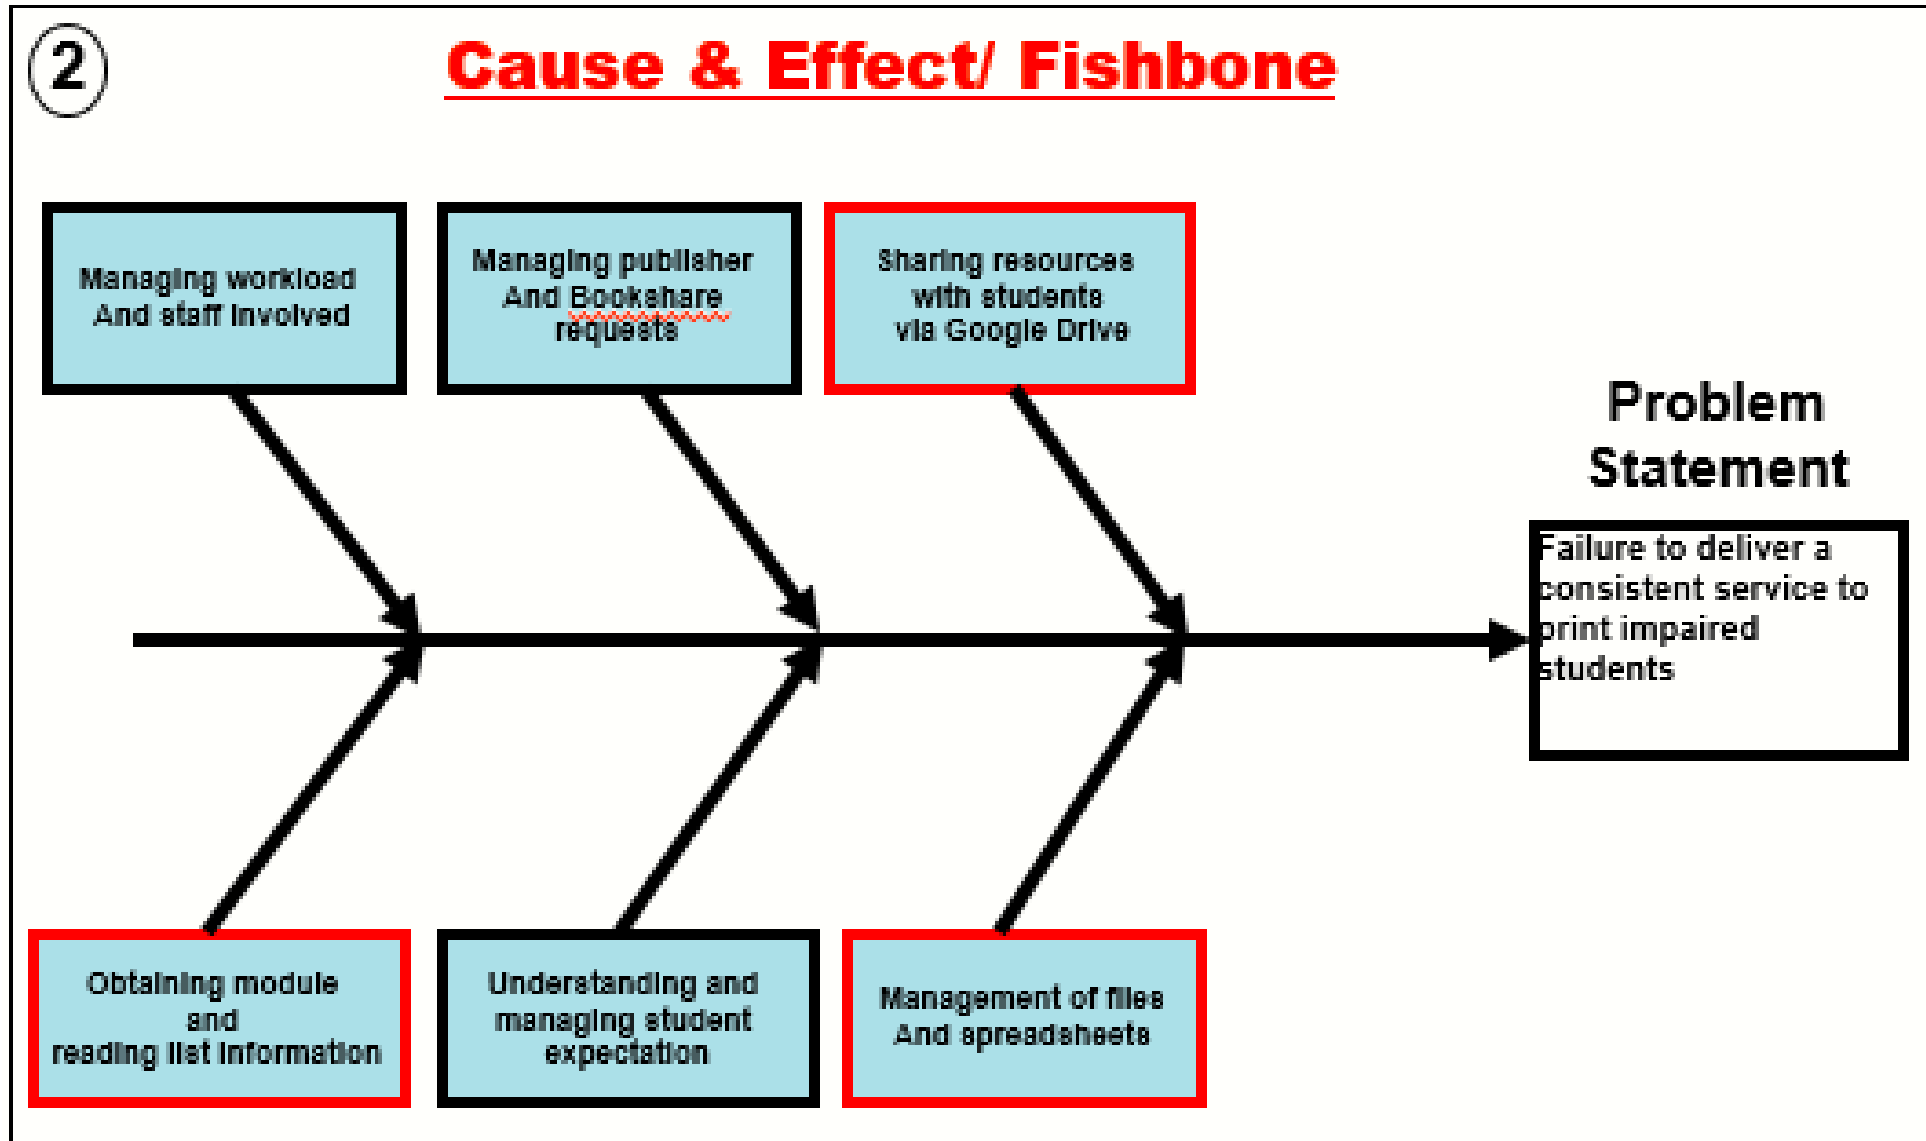 2
Cause & Effect/ Fishbone
Managing workload
And staff involved
Managing publisher
And Bookshare
requests
Sharing resources
with students
via Google Drive
Problem
Statement
Failure to deliver a
consistent service to
print impaired
students
Obtaining module
and
reading list information
Understanding and
managing student
expectation
Management of files
And spreadsheets